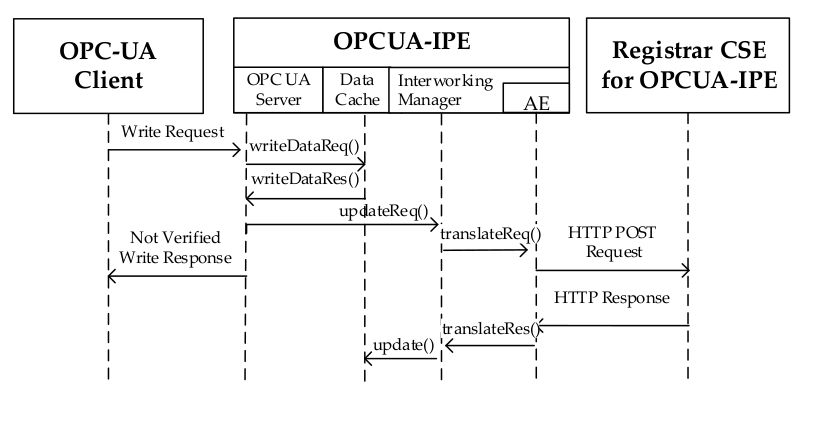 OPC-UA
Client
OPCUA-IPE
OPC UA
Server
Data
Cache
Interworking
Manager
AE
Registrar CSE
for OPCUA-IPE
Write Request
writeDataReq()
writeDataRes()
updateReq()
translateReq()
HTTP POST
Request
Not Verified
Write Response
HTTP Response
translateRes()
update()